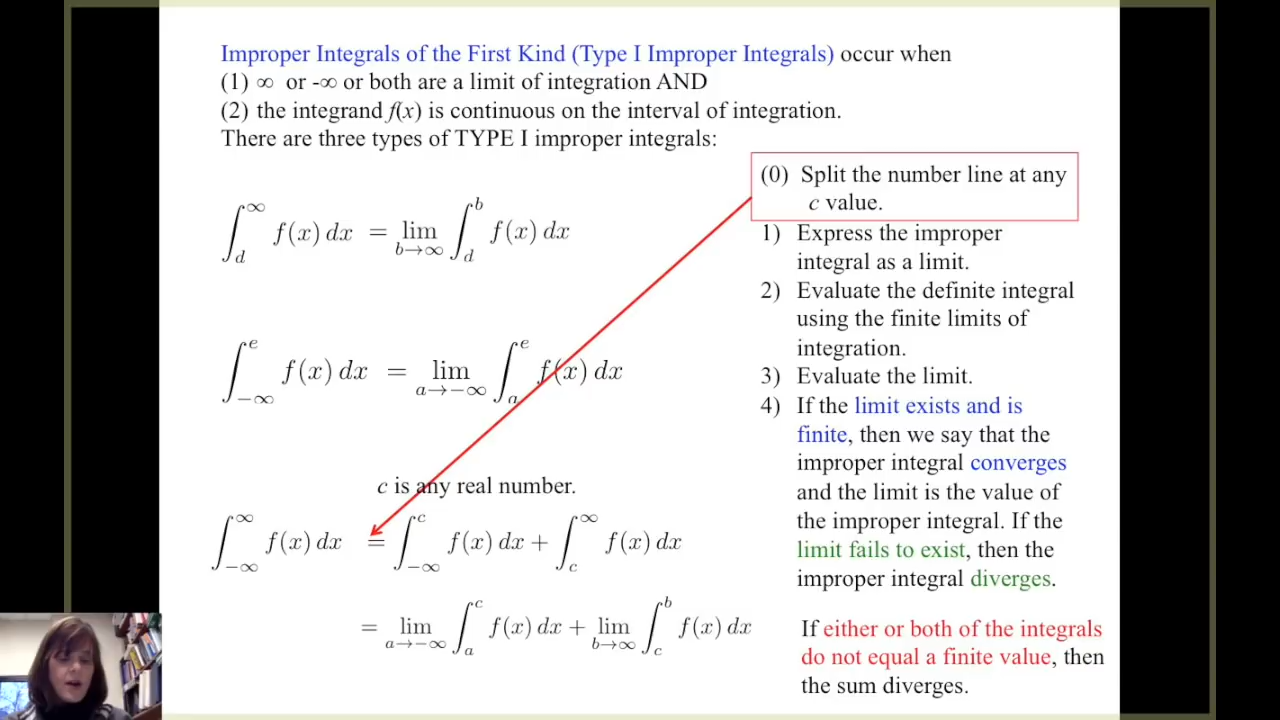 Improper Integrals of the First Kind (Type I Improper Integrals) occur when
(1) ∞ or -∞ or both are a limit of integration AND
(2) the integrand f(x) is continuous on the interval of integration.
There are three types of TYPE I improper integrals:
∫_d^∞ f(x) dx = lim_{b→∞} ∫_d^b f(x) dx
∫_{-∞}^e f(x) dx = lim_{a→-∞} ∫_a^e f(x) dx
c is any real number.
∫_{-∞}^∞ f(x) dx = ∫_{-∞}^c f(x) dx + ∫_c^∞ f(x) dx
= lim_{a→-∞} ∫_a^c f(x) dx + lim_{b→∞} ∫_c^b f(x) dx
(0) Split the number line at any
c value.
1) Express the improper
integral as a limit.
2) Evaluate the definite integral
using the finite limits of
integration.
3) Evaluate the limit.
4) If the limit exists and is
finite, then we say that the
improper integral converges
and the limit is the value of
the improper integral. If the
limit fails to exist, then the
improper integral diverges.
If either or both of the integrals
do not equal a finite value, then
the sum diverges.